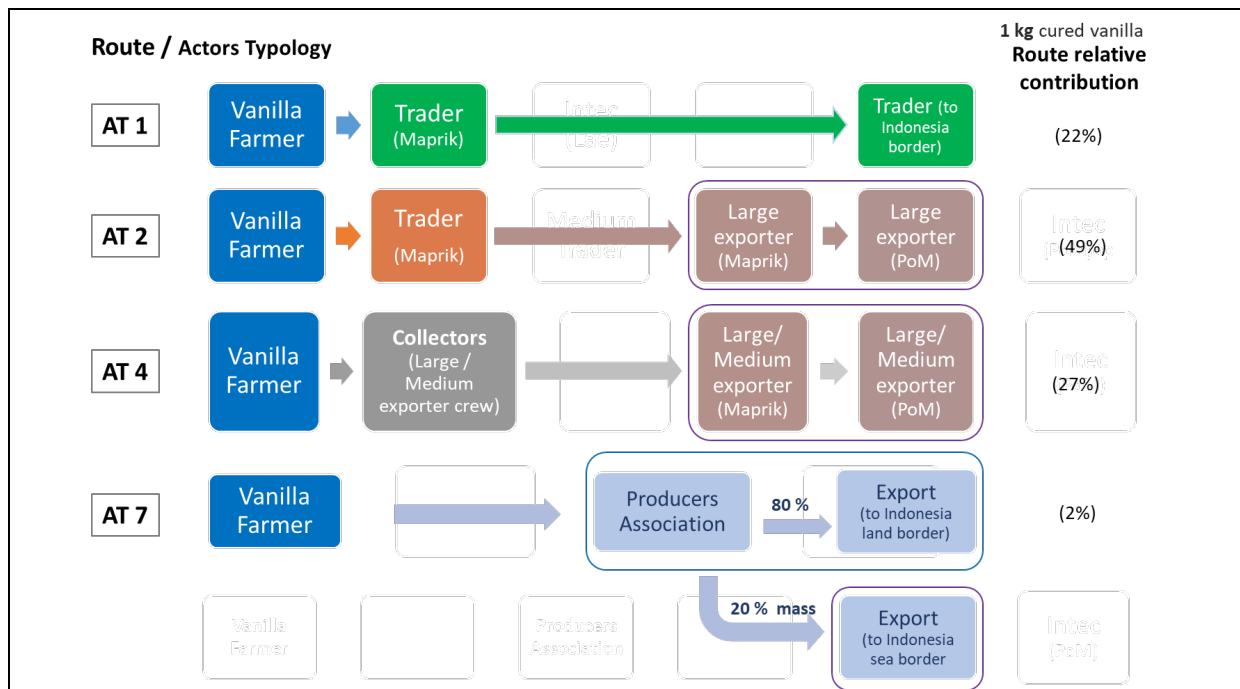 Route / Actors Typology
1 kg cured vanilla
Route relative
contribution
AT 1
Vanilla
Farmer
Trader
(Maprik)
Intec
(Lae)
Trader (to
Indonesia
border)
(22%)
AT 2
Vanilla
Farmer
Trader
(Maprik)
Medium
Trader
Large
exporter
(Maprik)
Large
exporter
(PoM)
Intec
(49%)
AT 4
Vanilla
Farmer
Collectors
(Large /
Medium
exporter crew)
Large/
Medium
exporter
(Maprik)
Large/
Medium
exporter
(PoM)
Intec
(27%)
AT 7
Vanilla
Farmer
Producers
Association
80 %
Export
(to Indonesia
land border)
(2%)
20 % mass
Vanilla
Farmer
Producers
Association
Export
(to Indonesia
sea border
Intec
(PoM)